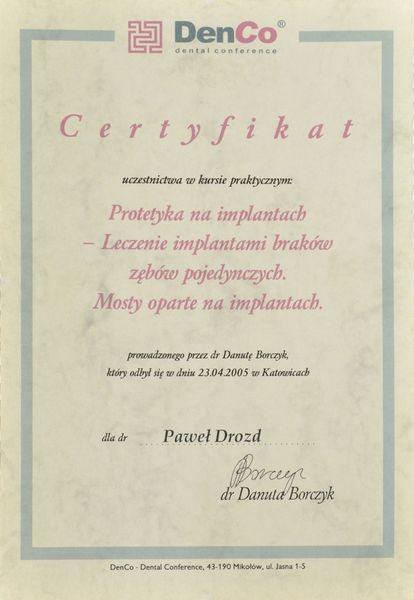 DenCo®
dental conference
Certyfikat
uczestnictwa w kursie praktycznym:
Protetyka na implantach
– Leczenie implantami braków
zębów pojedynczych.
Mosty oparte na implantach.
prowadzonego przez dr Danutę Borczyk,
który odbył się w dniu 23.04.2005 w Katowicach
dla dr Paweł Drozd
Borczyk
dr Danuta Borczyk
DenCo - Dental Conference, 43-190 Mikołów, ul. Jasna 1-5